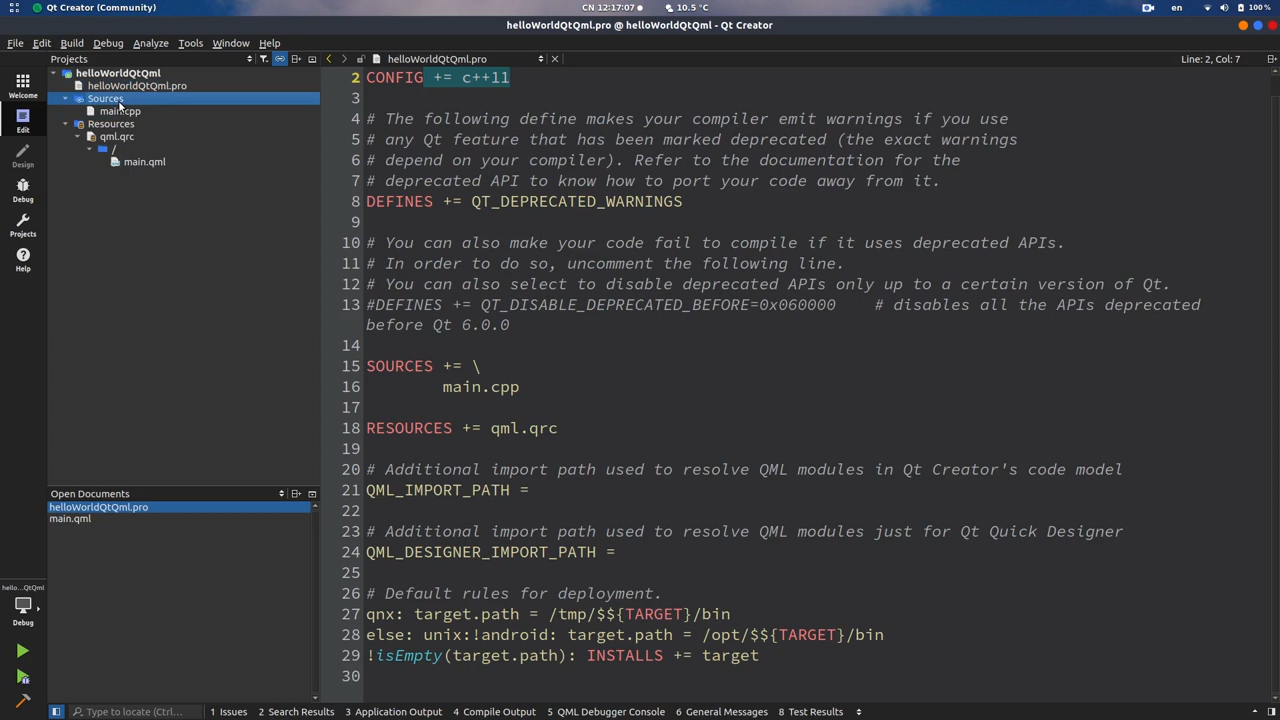 Qt Creator (Community)
CN 12:17:07
10.5 °C
en
100 %
helloWorldQtQml.pro @ helloWorldQtQml - Qt Creator
File Edit Build Debug Analyze Tools Window Help
Projects
helloWorldQtQml.pro
Line: 2, Col: 7
helloWorldQtQml
helloWorldQtQml.pro
Sources
main.cpp
Resources
qml.qrc
/
main.qml
Welcome
Edit
Design
Debug
Projects
Help
2 CONFIG += c++11
3
4 # The following define makes your compiler emit warnings if you use
5 # any Qt feature that has been marked deprecated (the exact warnings
6 # depend on your compiler). Refer to the documentation for the
7 # deprecated API to know how to port your code away from it.
8 DEFINES += QT_DEPRECATED_WARNINGS
9
10 # You can also make your code fail to compile if it uses deprecated APIs.
11 # In order to do so, uncomment the following line.
12 # You can also select to disable deprecated APIs only up to a certain version of Qt.
13 #DEFINES += QT_DISABLE_DEPRECATED_BEFORE=0x060000 # disables all the APIs deprecated
before Qt 6.0.0
14
15 SOURCES += \
16 main.cpp
17
18 RESOURCES += qml.qrc
19
20 # Additional import path used to resolve QML modules in Qt Creator's code model
21 QML_IMPORT_PATH =
22
23 # Additional import path used to resolve QML modules just for Qt Quick Designer
24 QML_DESIGNER_IMPORT_PATH =
25
26 # Default rules for deployment.
27 qnx: target.path = /tmp/$${TARGET}/bin
28 else: unix:!android: target.path = /opt/$${TARGET}/bin
29 !isEmpty(target.path): INSTALLS += target
30
Open Documents
helloWorldQtQml.pro
main.qml
hello...QtQml
Debug
Type to locate (Ctrl...
1 Issues
2 Search Results
3 Application Output
4 Compile Output
5 QML Debugger Console
6 General Messages
8 Test Results